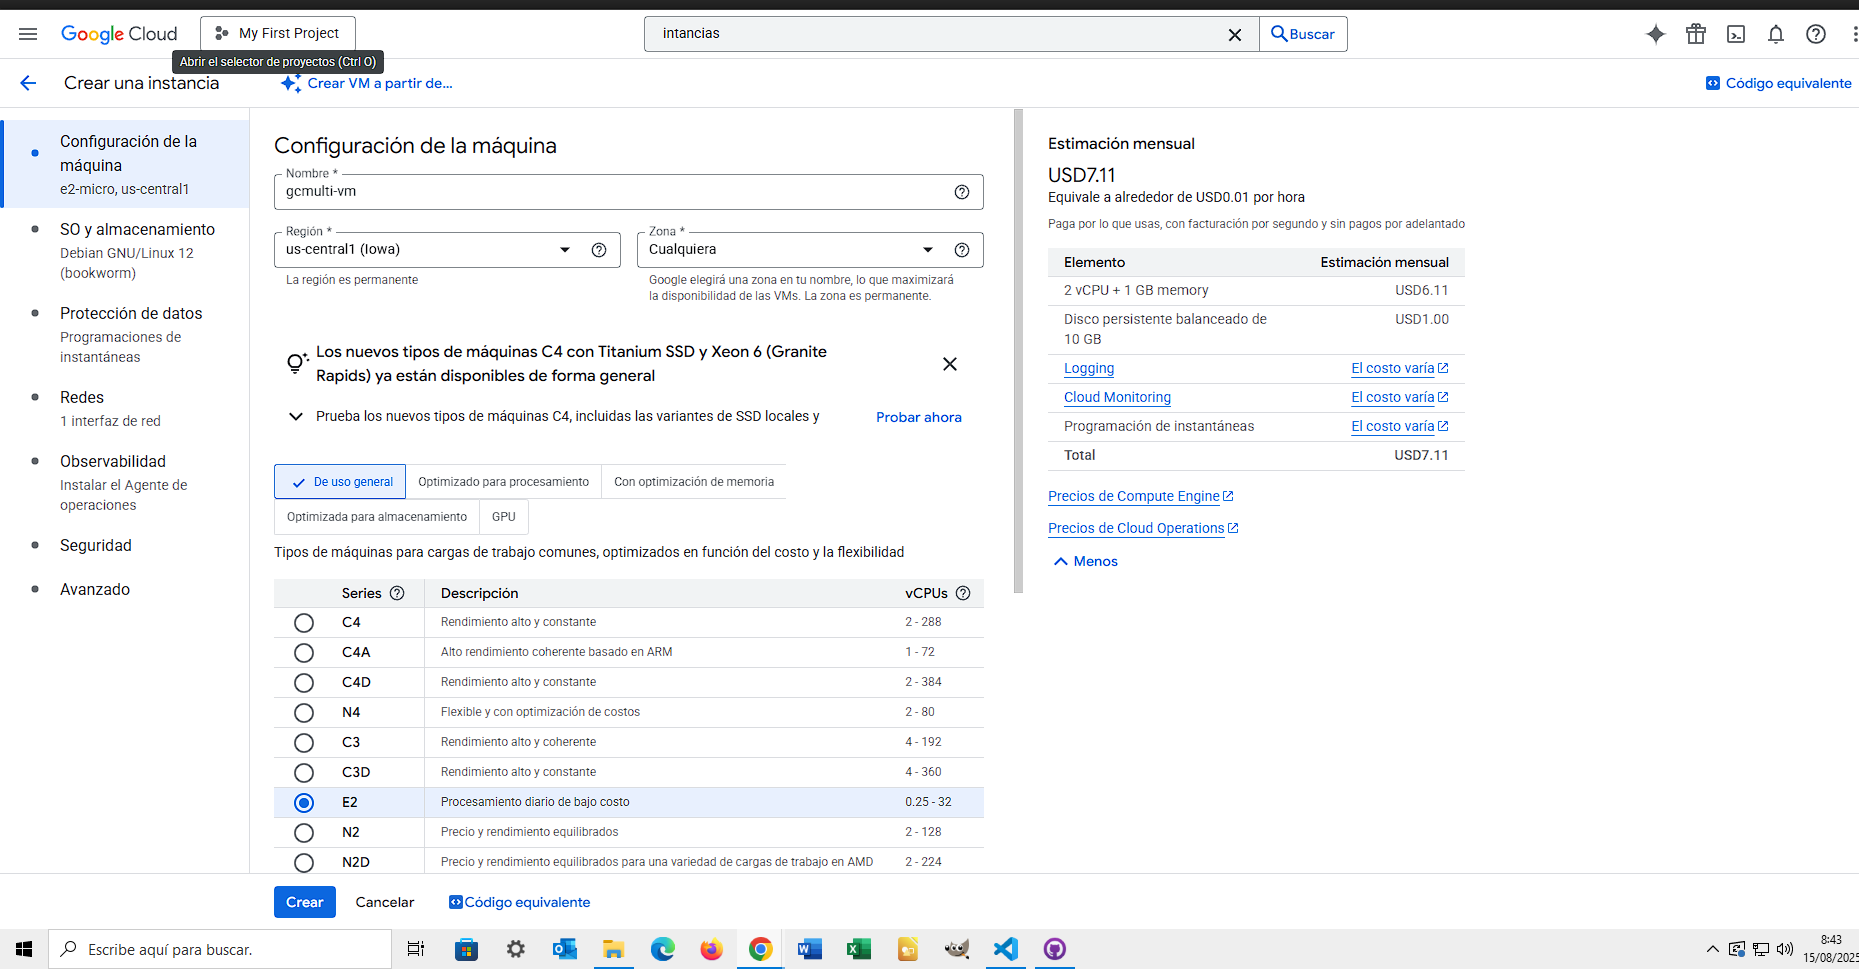 Google Cloud
My First Project
intancias
Buscar
Abrir el selector de proyectos (Ctrl O)
Crear una instancia
Crear VM a partir de...
Código equivalente
Configuración de la
máquina
e2-micro, us-central1
SO y almacenamiento
Debian GNU/Linux 12
(bookworm)
Protección de datos
Programaciones de
instantáneas
Redes
1 interfaz de red
Observabilidad
Instalar el Agente de
operaciones
Seguridad
Avanzado
Configuración de la máquina
Nombre *
gcmulti-vm
Región *
us-central1 (Iowa)
La región es permanente
Zona *
Cualquiera
Google elegirá una zona en tu nombre, lo que maximizará
la disponibilidad de las VMs. La zona es permanente.
Los nuevos tipos de máquinas C4 con Titanium SSD y Xeon 6 (Granite
Rapids) ya están disponibles de forma general
Prueba los nuevos tipos de máquinas C4, incluidas las variantes de SSD locales y
Probar ahora
De uso general
Optimizado para procesamiento
Con optimización de memoria
Optimizada para almacenamiento
GPU
Tipos de máquinas para cargas de trabajo comunes, optimizados en función del costo y la flexibilidad
Series Descripción vCPUs
C4 Rendimiento alto y constante 2 - 288
C4A Alto rendimiento coherente basado en ARM 1 - 72
C4D Rendimiento alto y constante 2 - 384
N4 Flexible y con optimización de costos 2 - 80
C3 Rendimiento alto y coherente 4 - 192
C3D Rendimiento alto y constante 4 - 360
E2 Procesamiento diario de bajo costo 0.25 - 32
N2 Precio y rendimiento equilibrados 2 - 128
N2D Precio y rendimiento equilibrados para una variedad de cargas de trabajo en AMD 2 - 224
Estimación mensual
USD7.11
Equivale a alrededor de USD0.01 por hora
Paga por lo que usas, con facturación por segundo y sin pagos por adelantado
Elemento Estimación mensual
2 vCPU + 1 GB memory USD6.11
Disco persistente balanceado de USD1.00
10 GB
Logging El costo varía
Cloud Monitoring El costo varía
Programación de instantáneas El costo varía
Total USD7.11
Precios de Compute Engine
Precios de Cloud Operations
Menos
Crear
Cancelar
Código equivalente
Escribe aquí para buscar.
8:43
15/08/2025